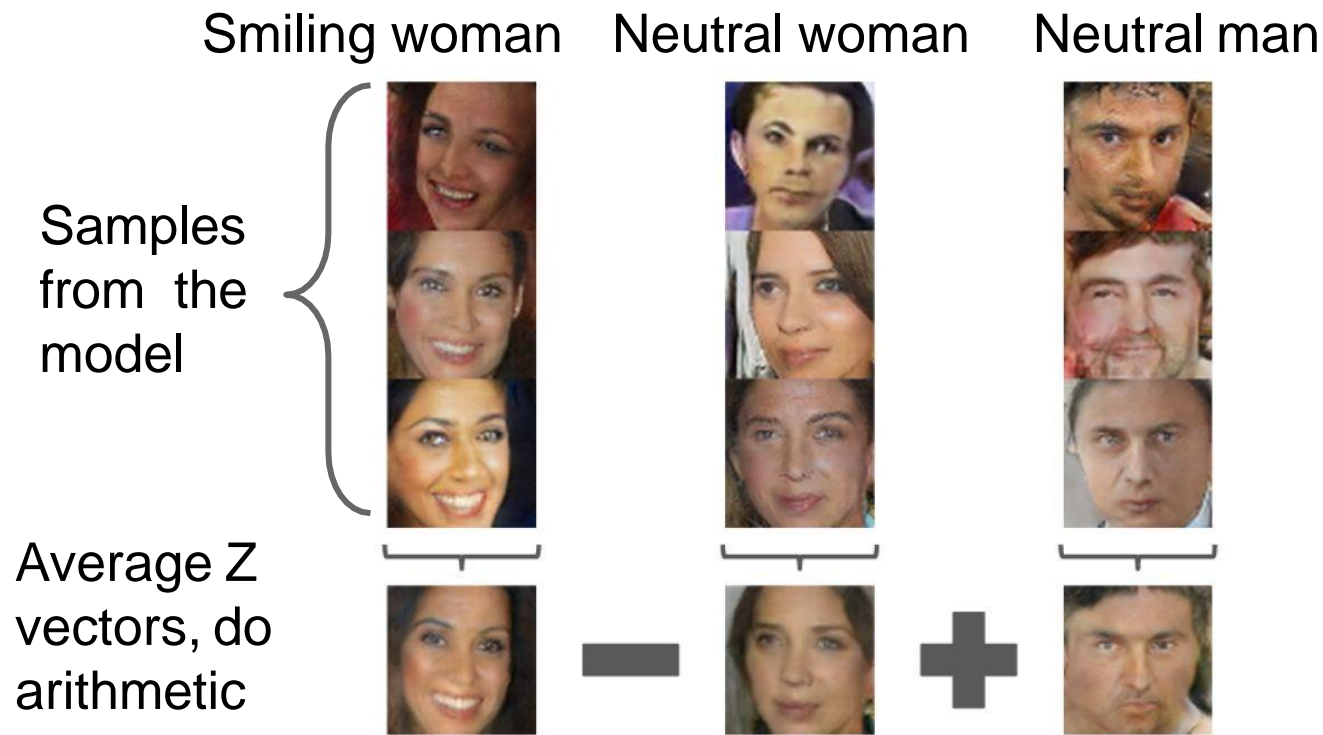 Smiling woman Neutral woman Neutral man
Samples
from the
model
Average Z
vectors, do
arithmetic